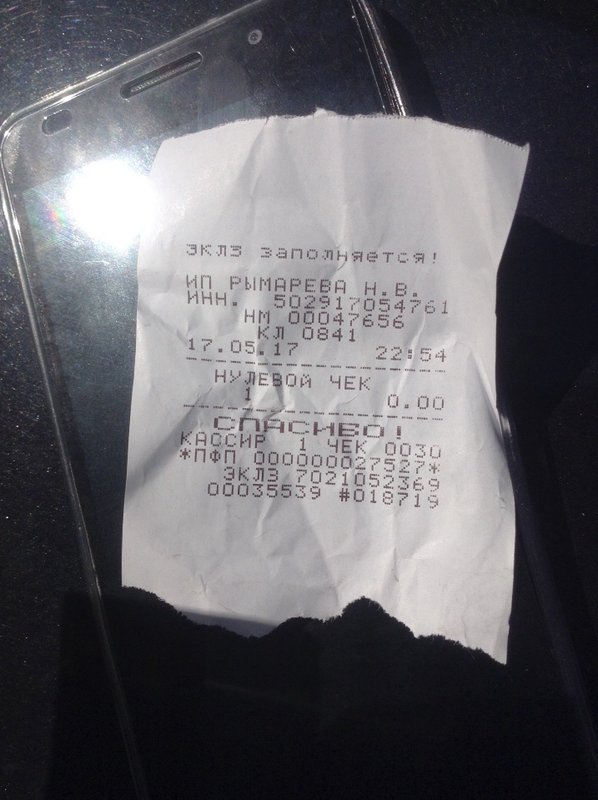 ЭКЛЗ заполняется!
ИП РЫМАРЕВА Н.В.
ИНН. 502917054761
НМ 00047656
КЛ 0841
17.05.17 22:54
НУЛЕВОЙ ЧЕК
1 0.00
СПАСИБО!
КАССИР 1 ЧЕК 0030
*ПФП 000000027527*
ЭКЛЗ 7021052369
00035539 #018719